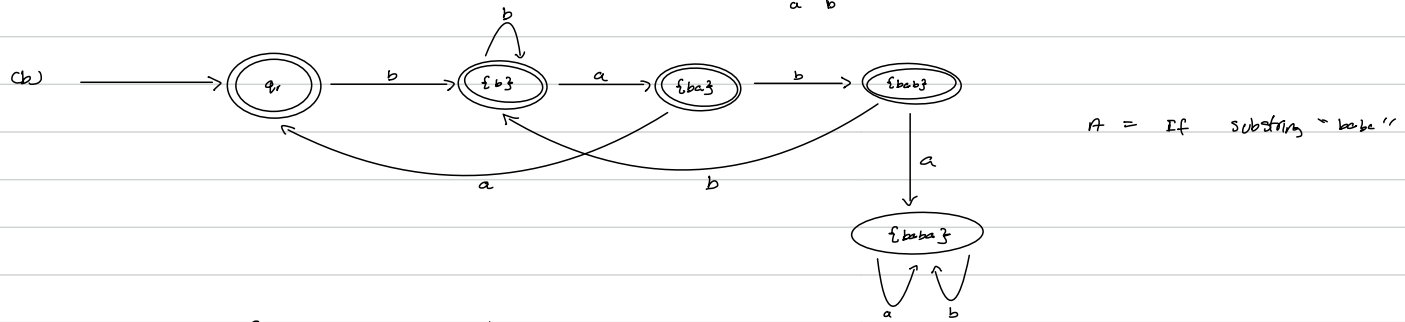 a b
b
(b) q₁ b {b} a {ba} b {bab}
A = If substring "baba"
a
a b
{baba}
a b